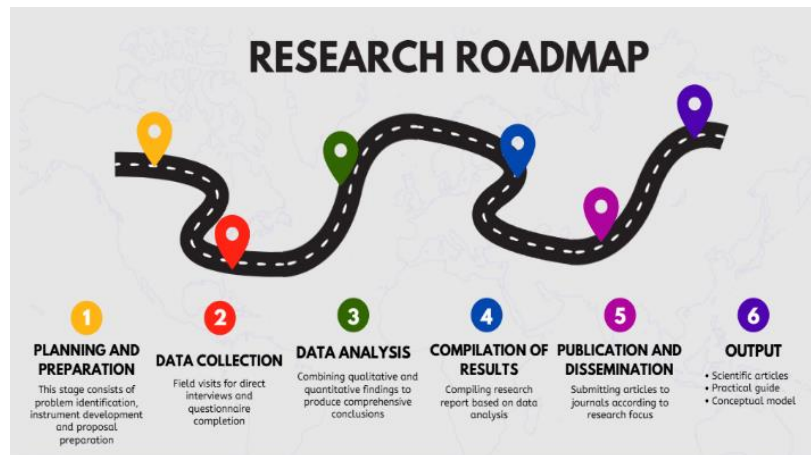 RESEARCH ROADMAP
1
PLANNING AND
PREPARATION
This stage consists of
problem identification,
instrument development
and proposal
preparation
2
DATA COLLECTION
Field visits for direct
interviews and
questionnaire
completion
3
DATA ANALYSIS
Combining qualitative and
quantitative findings to
produce comprehensive
conclusions
4
COMPILATION OF
RESULTS
Compiling research
report based on data
analysis
5
PUBLICATION AND
DISSEMINATION
Submitting articles to
journals according to
research focus
6
OUTPUT
• Scientific articles
• Practical guide
• Conceptual model